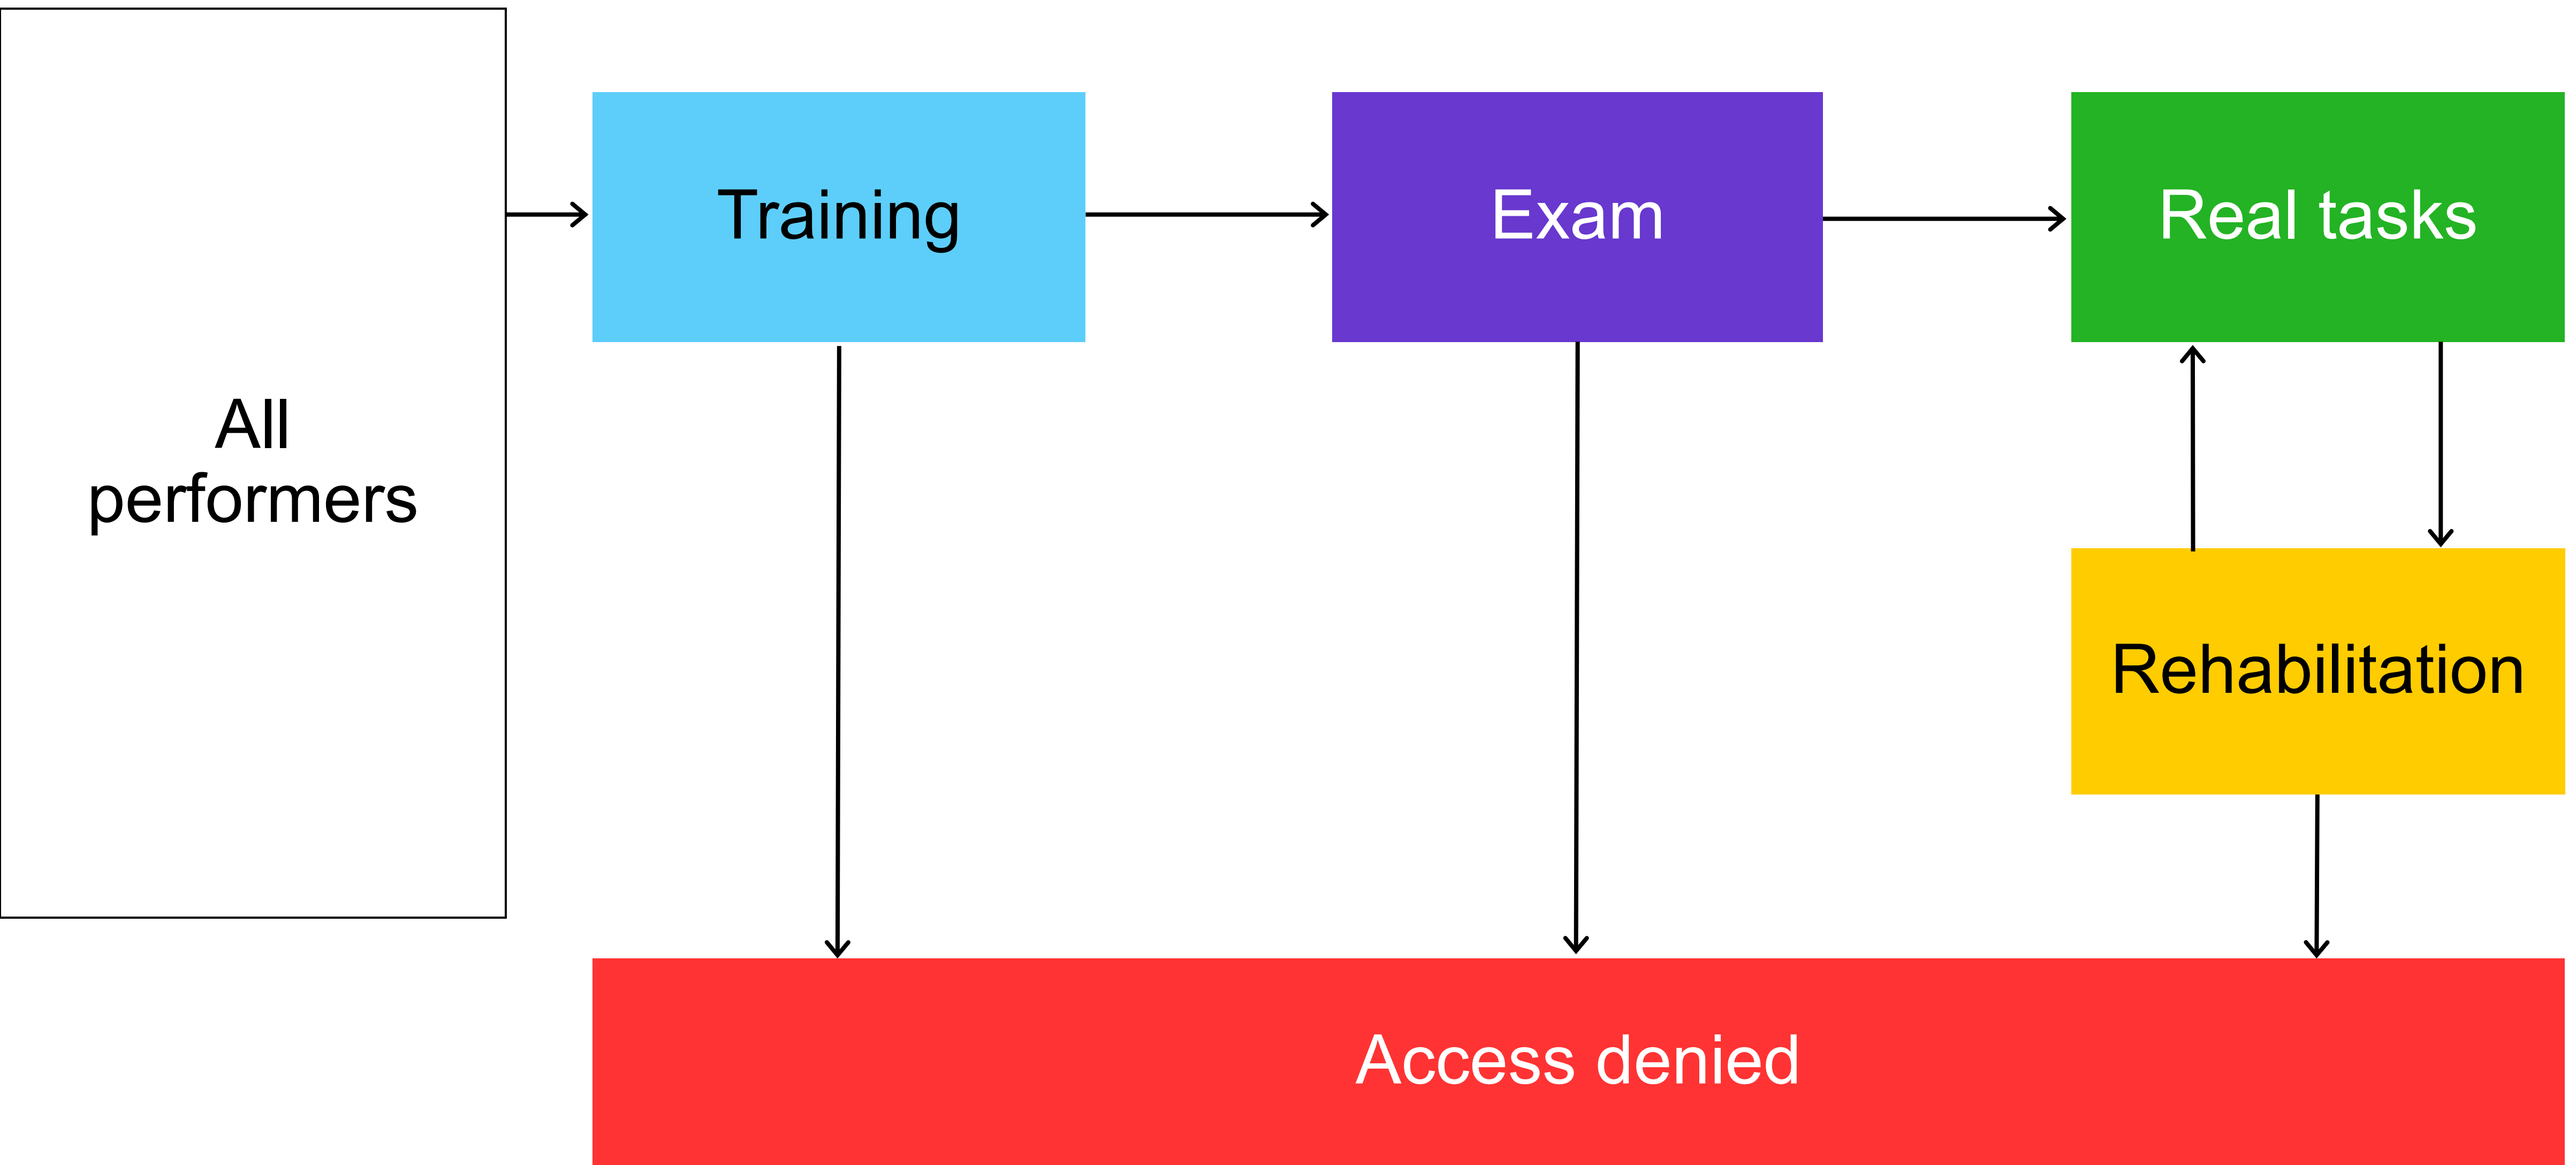 Training
Exam
Real tasks
All
performers
Rehabilitation
Access denied